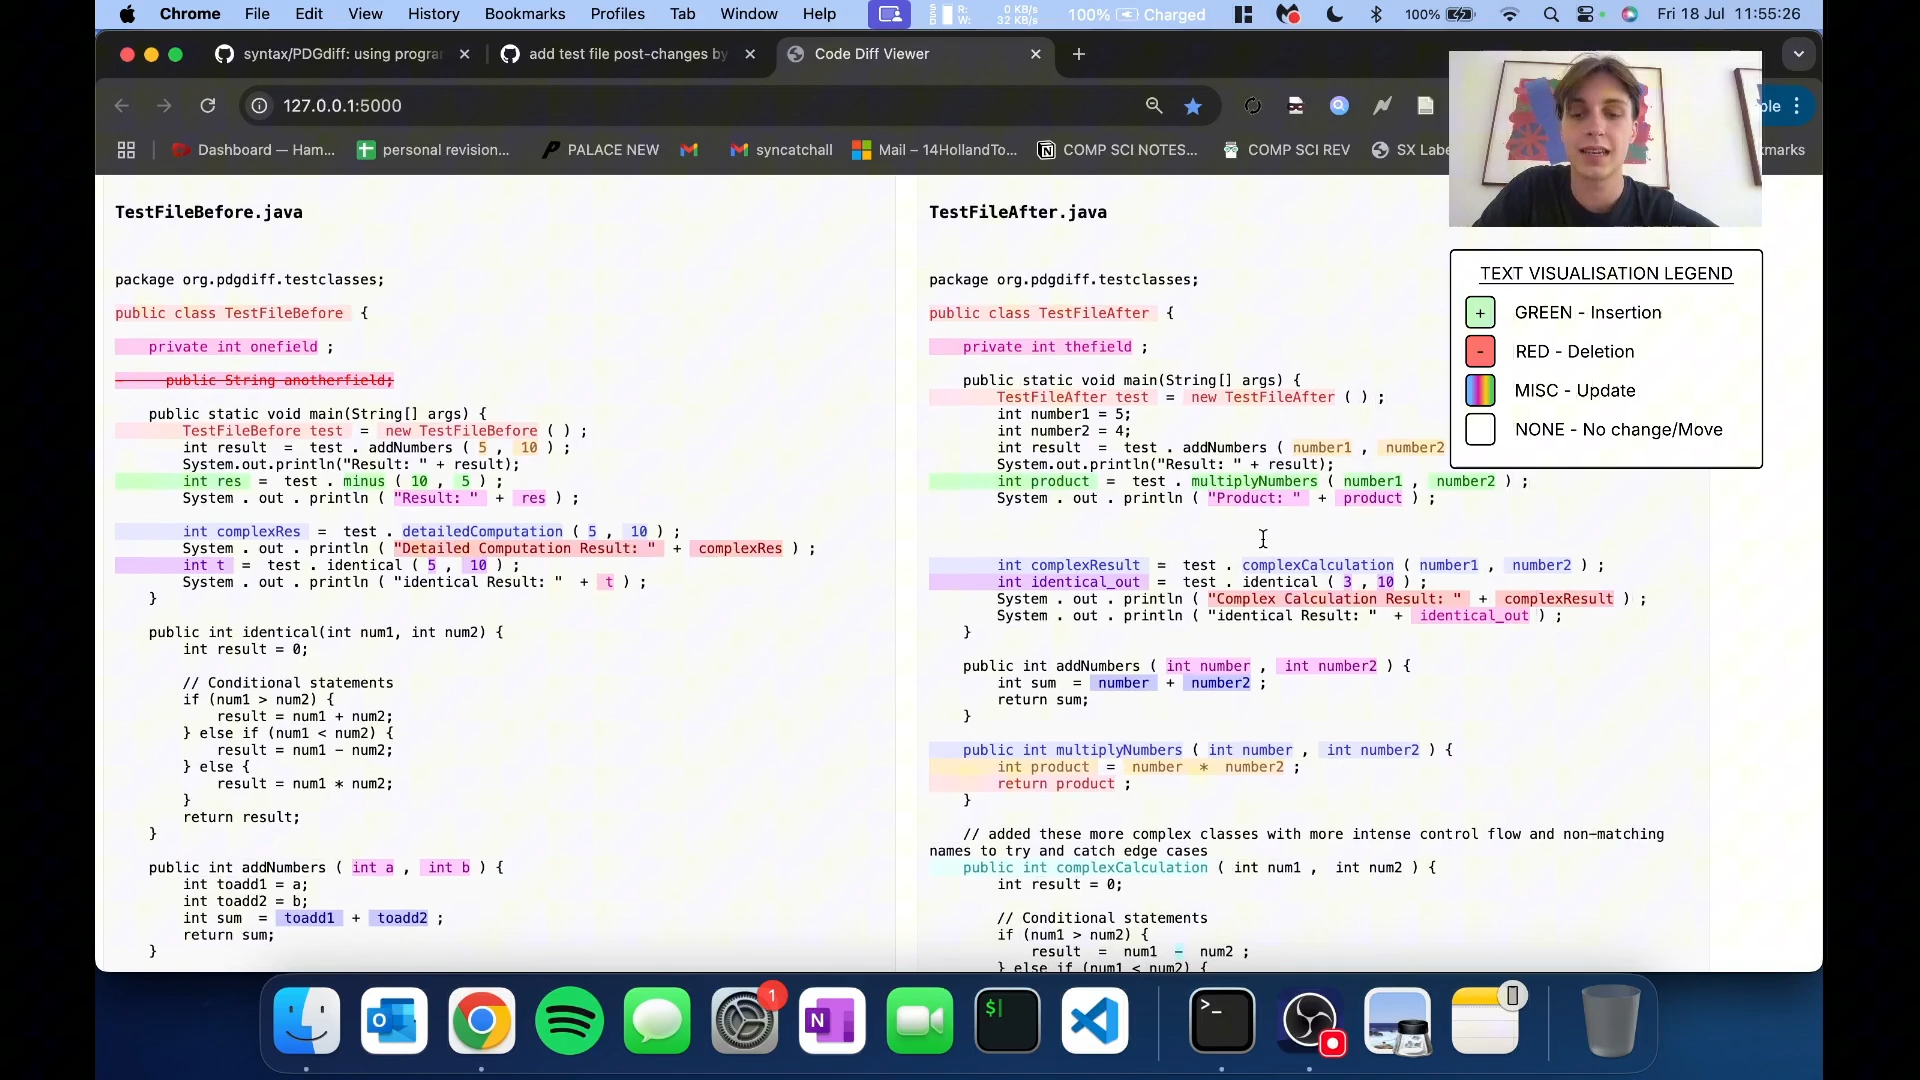 Chrome File Edit View History Bookmarks Profiles Tab Window Help
R: 0 KB/s
W: 32 KB/s
100% Charged
100%
Fri 18 Jul 11:55:26
syntax/PDGdiff: using progra
add test file post-changes by
Code Diff Viewer
127.0.0.1:5000
ole
Dashboard — Ham...
personal revision...
PALACE NEW
syncatchall
Mail – 14HollandTo...
COMP SCI NOTES...
COMP SCI REV
SX Labe
kmarks
TestFileBefore.java
package org.pdgdiff.testclasses;
public class TestFileBefore {
private int onefield ;
- public String anotherfield;
public static void main(String[] args) {
TestFileBefore test = new TestFileBefore ( ) ;
int result = test . addNumbers ( 5 , 10 ) ;
System.out.println("Result: " + result);
int res = test . minus ( 10 , 5 ) ;
System . out . println ( "Result: " + res ) ;
int complexRes = test . detailedComputation ( 5 , 10 ) ;
System . out . println ( "Detailed Computation Result: " + complexRes ) ;
int t = test . identical ( 5 , 10 ) ;
System . out . println ( "identical Result: " + t ) ;
}
public int identical(int num1, int num2) {
int result = 0;
// Conditional statements
if (num1 > num2) {
result = num1 + num2;
} else if (num1 < num2) {
result = num1 - num2;
} else {
result = num1 * num2;
}
return result;
}
public int addNumbers ( int a , int b ) {
int toadd1 = a;
int toadd2 = b;
int sum = toadd1 + toadd2 ;
return sum;
}
TestFileAfter.java
package org.pdgdiff.testclasses;
public class TestFileAfter {
private int thefield ;
public static void main(String[] args) {
TestFileAfter test = new TestFileAfter ( ) ;
int number1 = 5;
int number2 = 4;
int result = test . addNumbers ( number1 , number2
System.out.println("Result: " + result);
int product = test . multiplyNumbers ( number1 , number2 ) ;
System . out . println ( "Product: " + product ) ;
int complexResult = test . complexCalculation ( number1 , number2 ) ;
int identical_out = test . identical ( 3 , 10 ) ;
System . out . println ( "Complex Calculation Result: " + complexResult ) ;
System . out . println ( "identical Result: " + identical_out ) ;
}
public int addNumbers ( int number , int number2 ) {
int sum = number + number2 ;
return sum;
}
public int multiplyNumbers ( int number , int number2 ) {
int product = number * number2 ;
return product ;
}
// added these more complex classes with more intense control flow and non-matching
names to try and catch edge cases
public int complexCalculation ( int num1 , int num2 ) {
int result = 0;
// Conditional statements
if (num1 > num2) {
result = num1 - num2 ;
} else if (num1 < num2) {
TEXT VISUALISATION LEGEND
+ GREEN - Insertion
- RED - Deletion
MISC - Update
NONE - No change/Move
1
N
$
>_